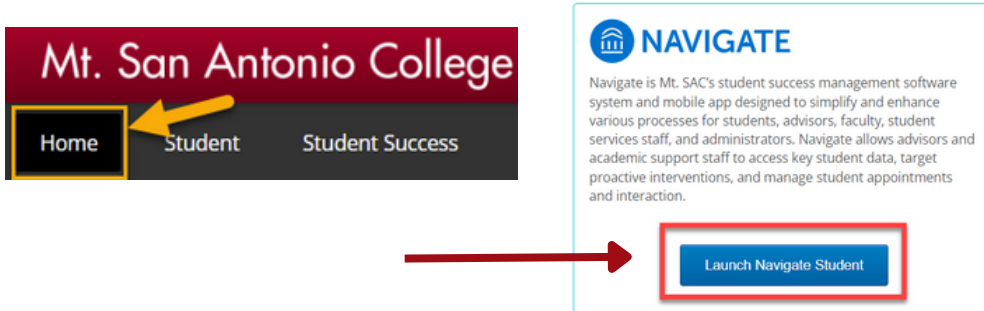 Mt. San Antonio College
Home Student Student Success
NAVIGATE
Navigate is Mt. SAC's student success management software
system and mobile app designed to simplify and enhance
various processes for students, advisors, faculty, student
services staff, and administrators. Navigate allows advisors and
academic support staff to access key student data, target
proactive interventions, and manage student appointments
and interaction.
Launch Navigate Student